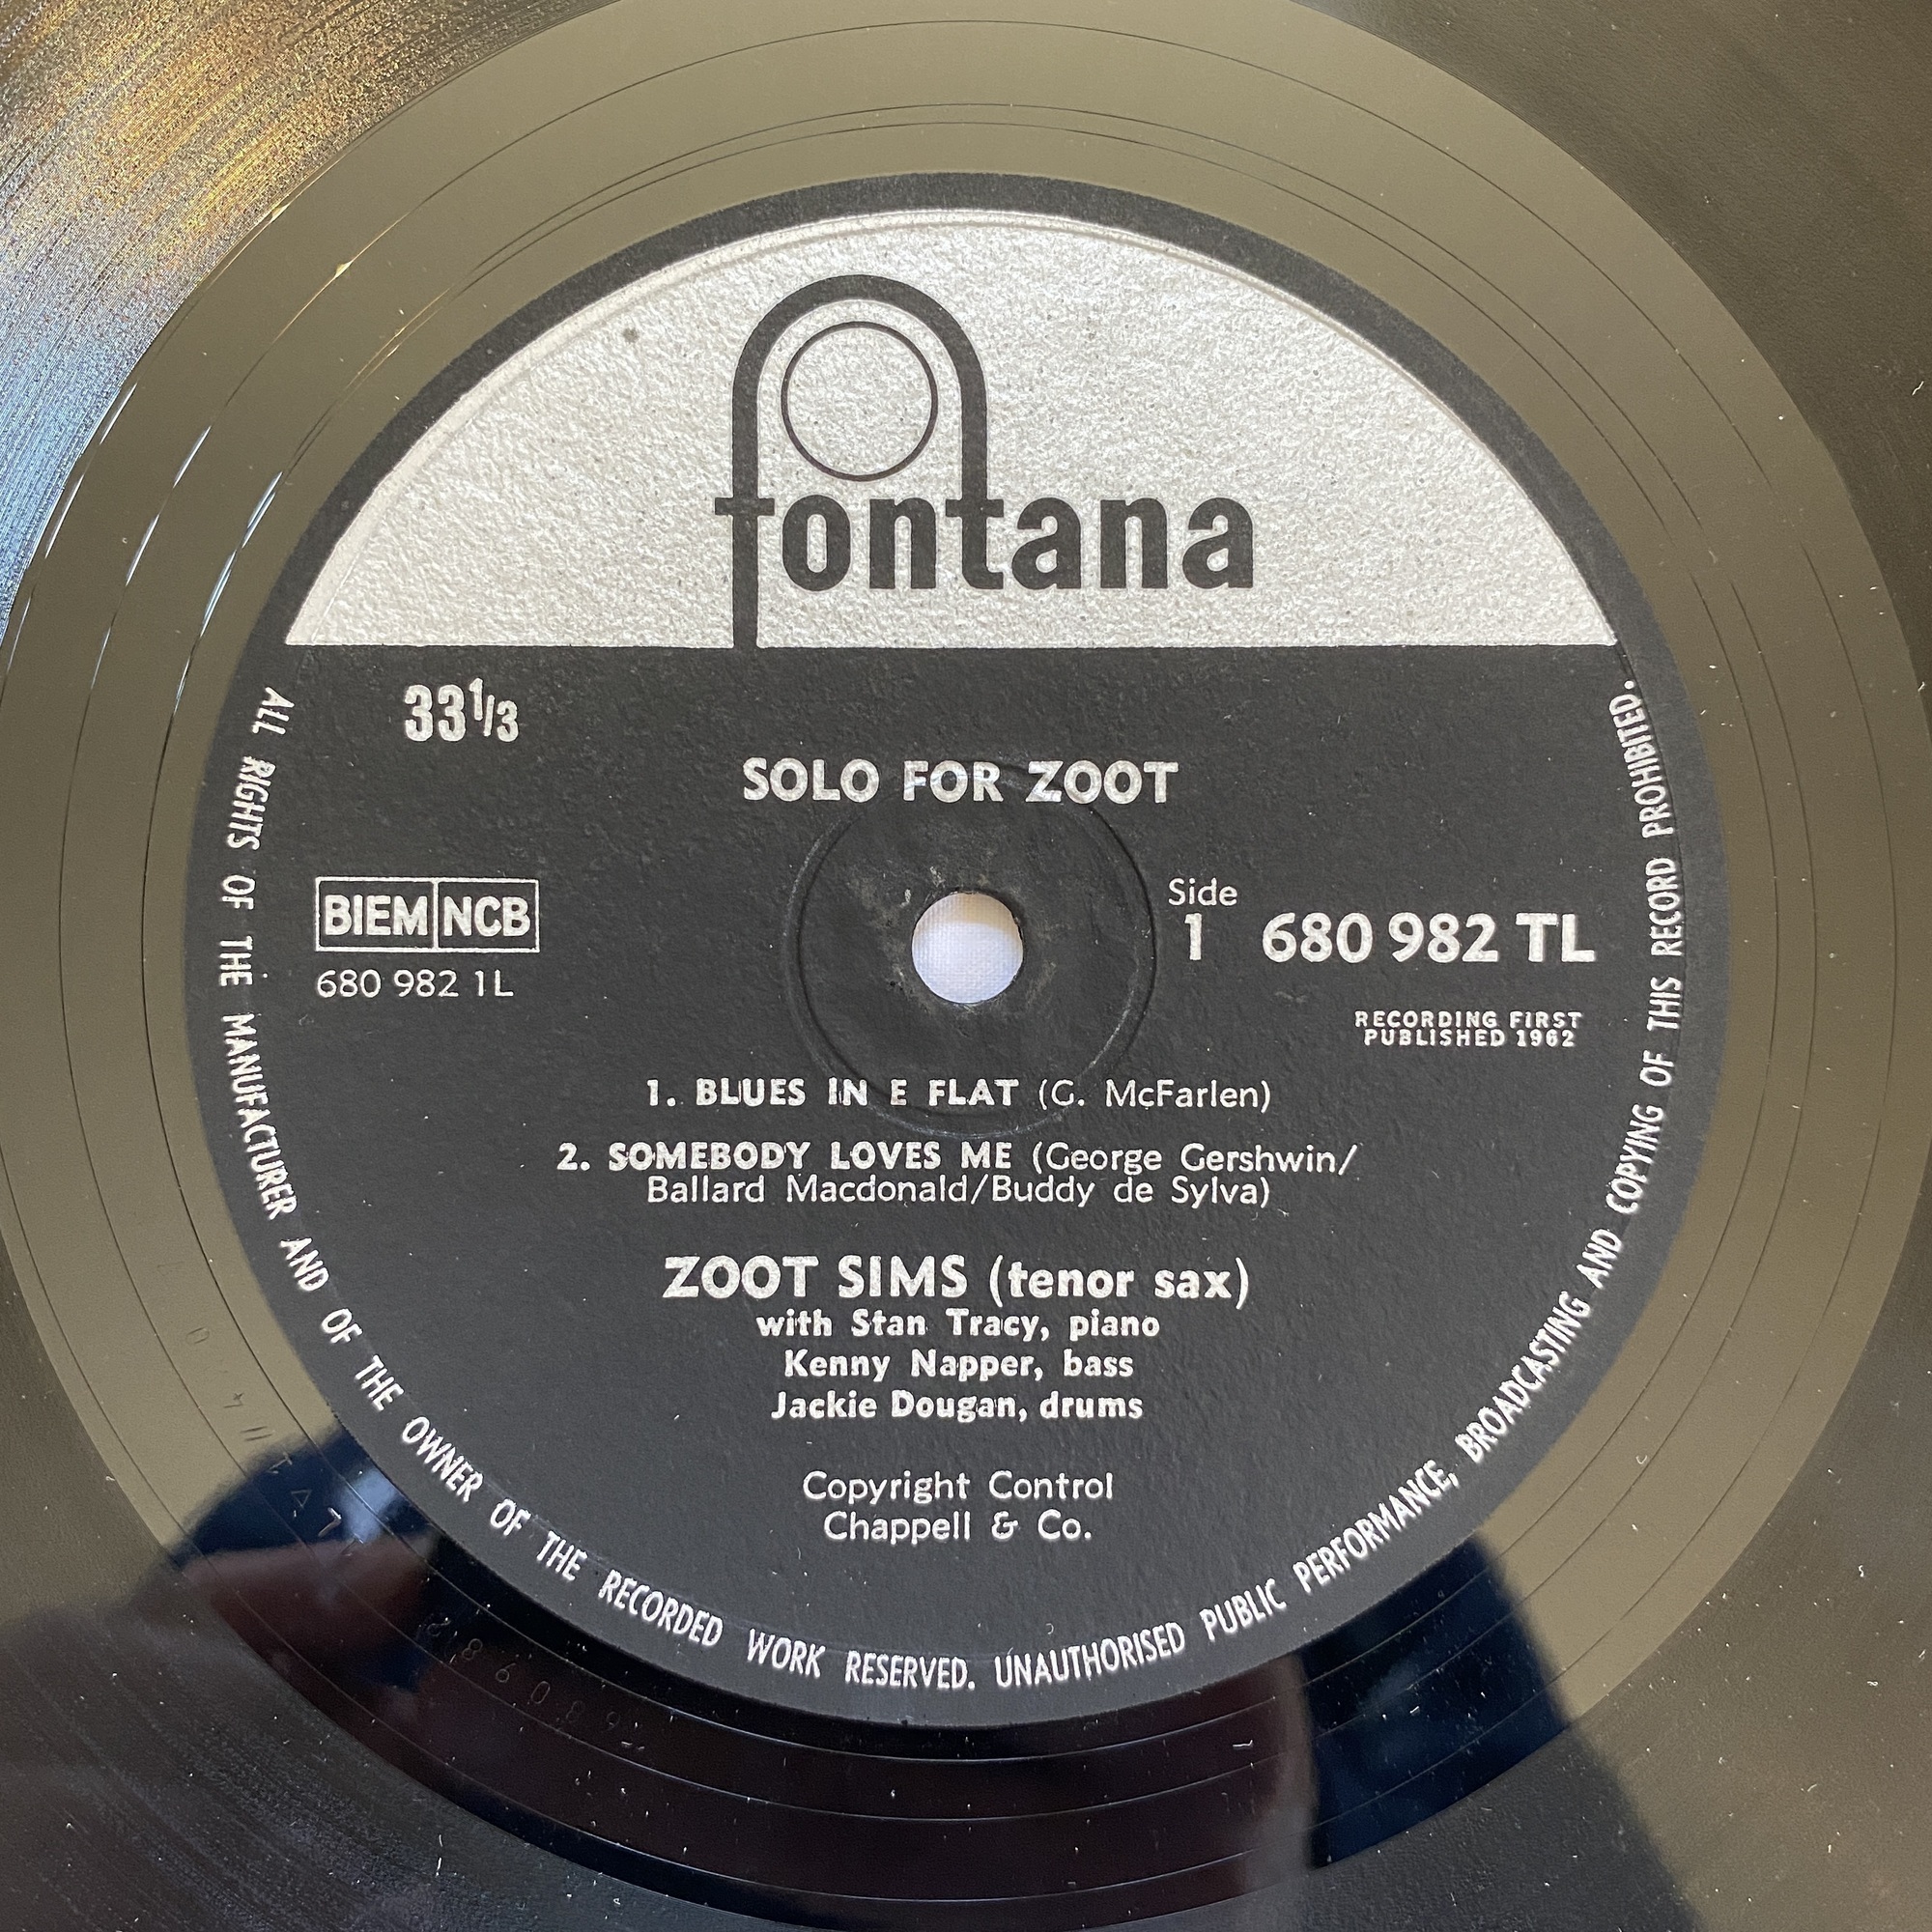 fontana
33 1/3
SOLO FOR ZOOT
BIEM NCB
680 982 1L
Side
1 680 982 TL
RECORDING FIRST
PUBLISHED 1962
1. BLUES IN E FLAT (G. McFarlen)
2. SOMEBODY LOVES ME (George Gershwin/
Ballard Macdonald/Buddy de Sylva)
ZOOT SIMS (tenor sax)
with Stan Tracy, piano
Kenny Napper, bass
Jackie Dougan, drums
Copyright Control
Chappell & Co.
ALL RIGHTS OF THE MANUFACTURER AND OF THE OWNER OF THE RECORDED WORK RESERVED. UNAUTHORISED PUBLIC PERFORMANCE, BROADCASTING AND COPYING OF THIS RECORD PROHIBITED.